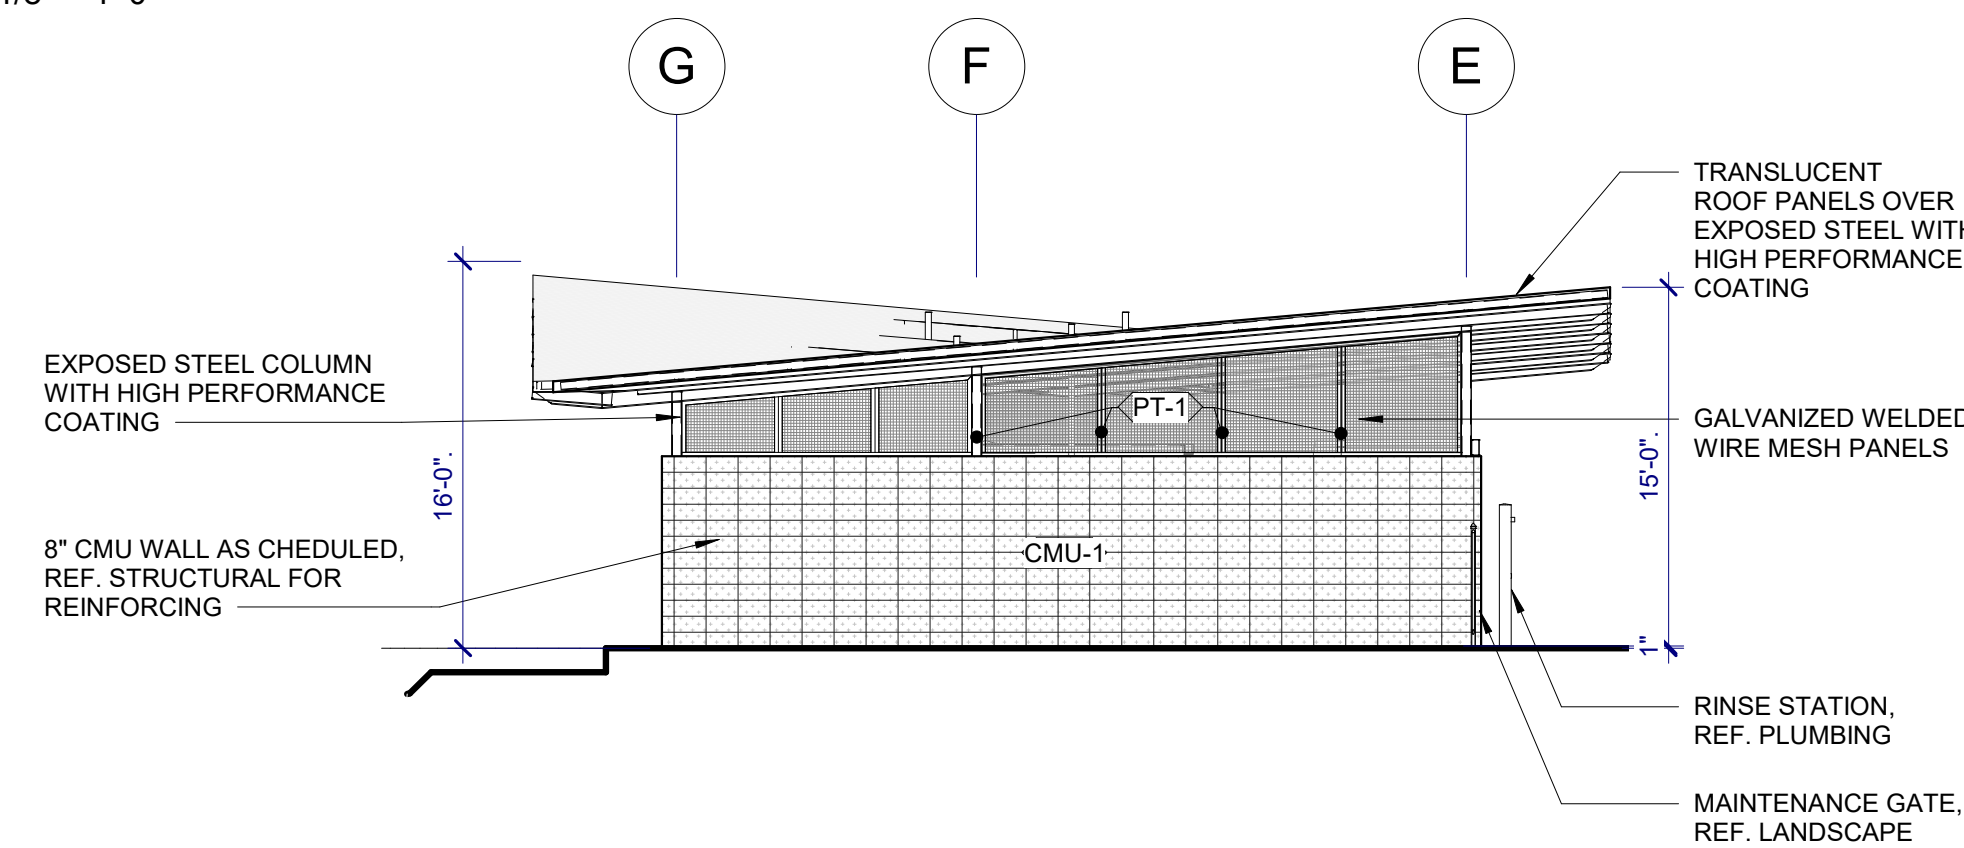 G
F
E
TRANSLUCENT
ROOF PANELS OVER
EXPOSED STEEL WITH
HIGH PERFORMANCE
COATING
EXPOSED STEEL COLUMN
WITH HIGH PERFORMANCE
COATING
PT-1
GALVANIZED WELDED
WIRE MESH PANELS
16'-0".
15'-0".
8" CMU WALL AS CHEDULED,
REF. STRUCTURAL FOR
REINFORCING
CMU-1
1"
RINSE STATION,
REF. PLUMBING
MAINTENANCE GATE,
REF. LANDSCAPE